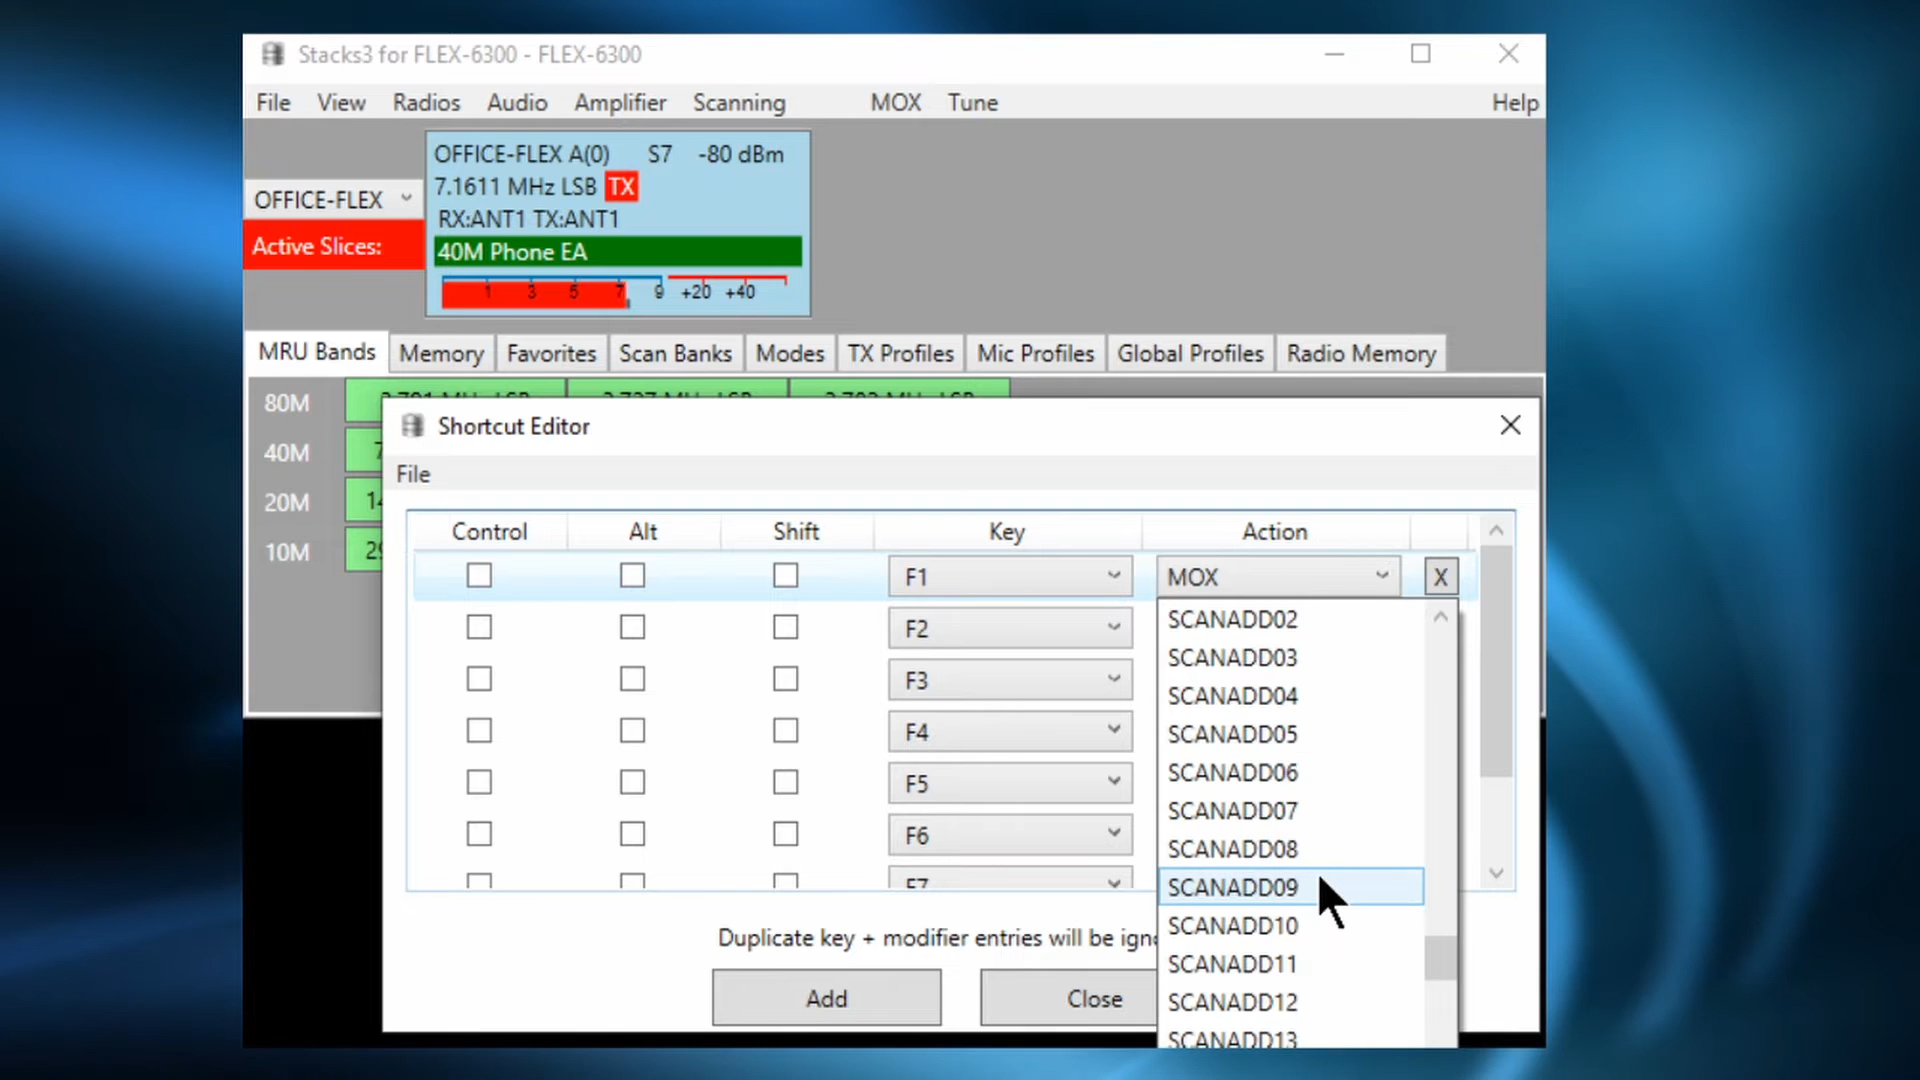 Stacks3 for FLEX-6300 - FLEX-6300
File View Radios Audio Amplifier Scanning MOX Tune Help
OFFICE-FLEX A(0) S7 -80 dBm
7.1611 MHz LSB TX
OFFICE-FLEX
RX:ANT1 TX:ANT1
Active Slices:
40M Phone EA
1 3 5 7 9 +20 +40
MRU Bands Memory Favorites Scan Banks Modes TX Profiles Mic Profiles Global Profiles Radio Memory
80M
40M
20M
10M
Shortcut Editor
File
Control Alt Shift Key Action
F1 MOX X
F2
F3
F4
F5
F6
F7
SCANADD02
SCANADD03
SCANADD04
SCANADD05
SCANADD06
SCANADD07
SCANADD08
SCANADD09
SCANADD10
SCANADD11
SCANADD12
SCANADD13
Duplicate key + modifier entries will be
Add Close